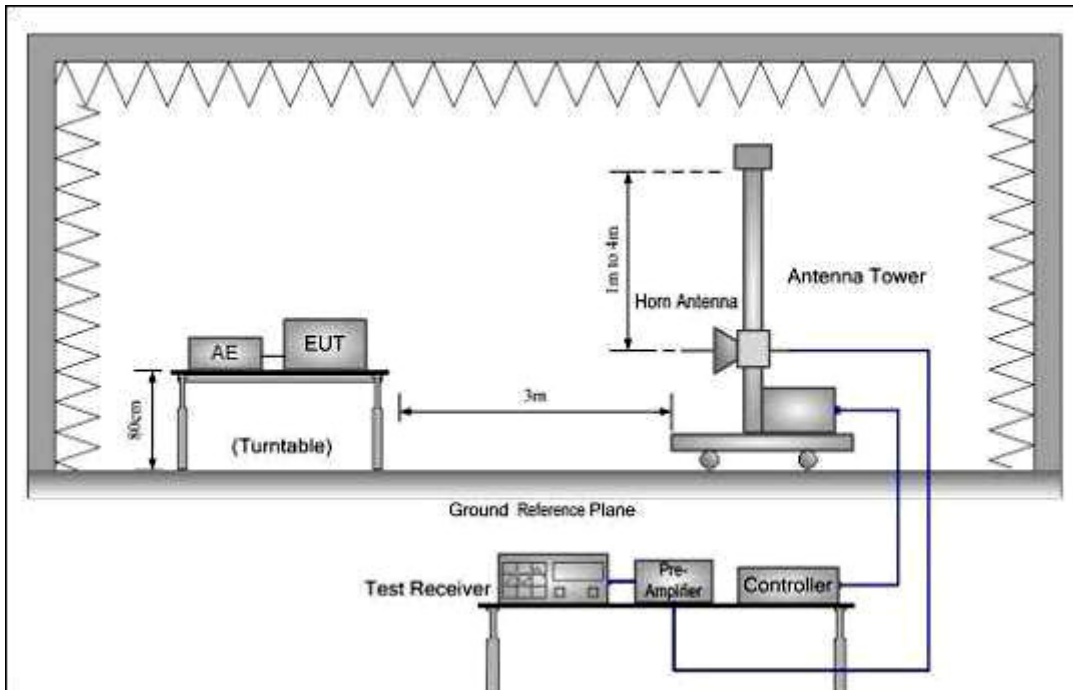 1m to 4m
Antenna Tower
Horn Antenna
AE
EUT
3m
80cm
(Turntable)
Ground Reference Plane
Test Receiver
Pre-
Amplifier
Controller